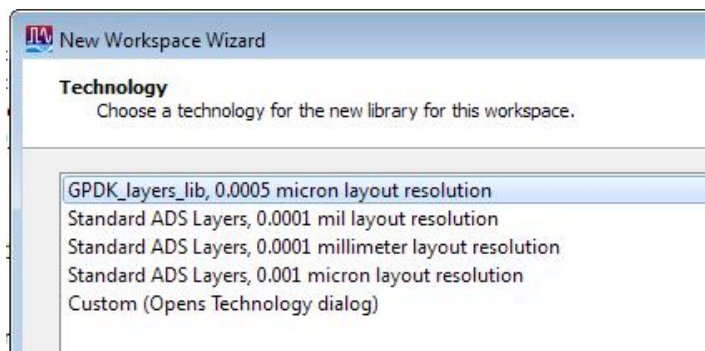 New Workspace Wizard
Technology
Choose a technology for the new library for this workspace.
GPDK_layers_lib, 0.0005 micron layout resolution
Standard ADS Layers, 0.0001 mil layout resolution
Standard ADS Layers, 0.0001 millimeter layout resolution
Standard ADS Layers, 0.001 micron layout resolution
Custom (Opens Technology dialog)